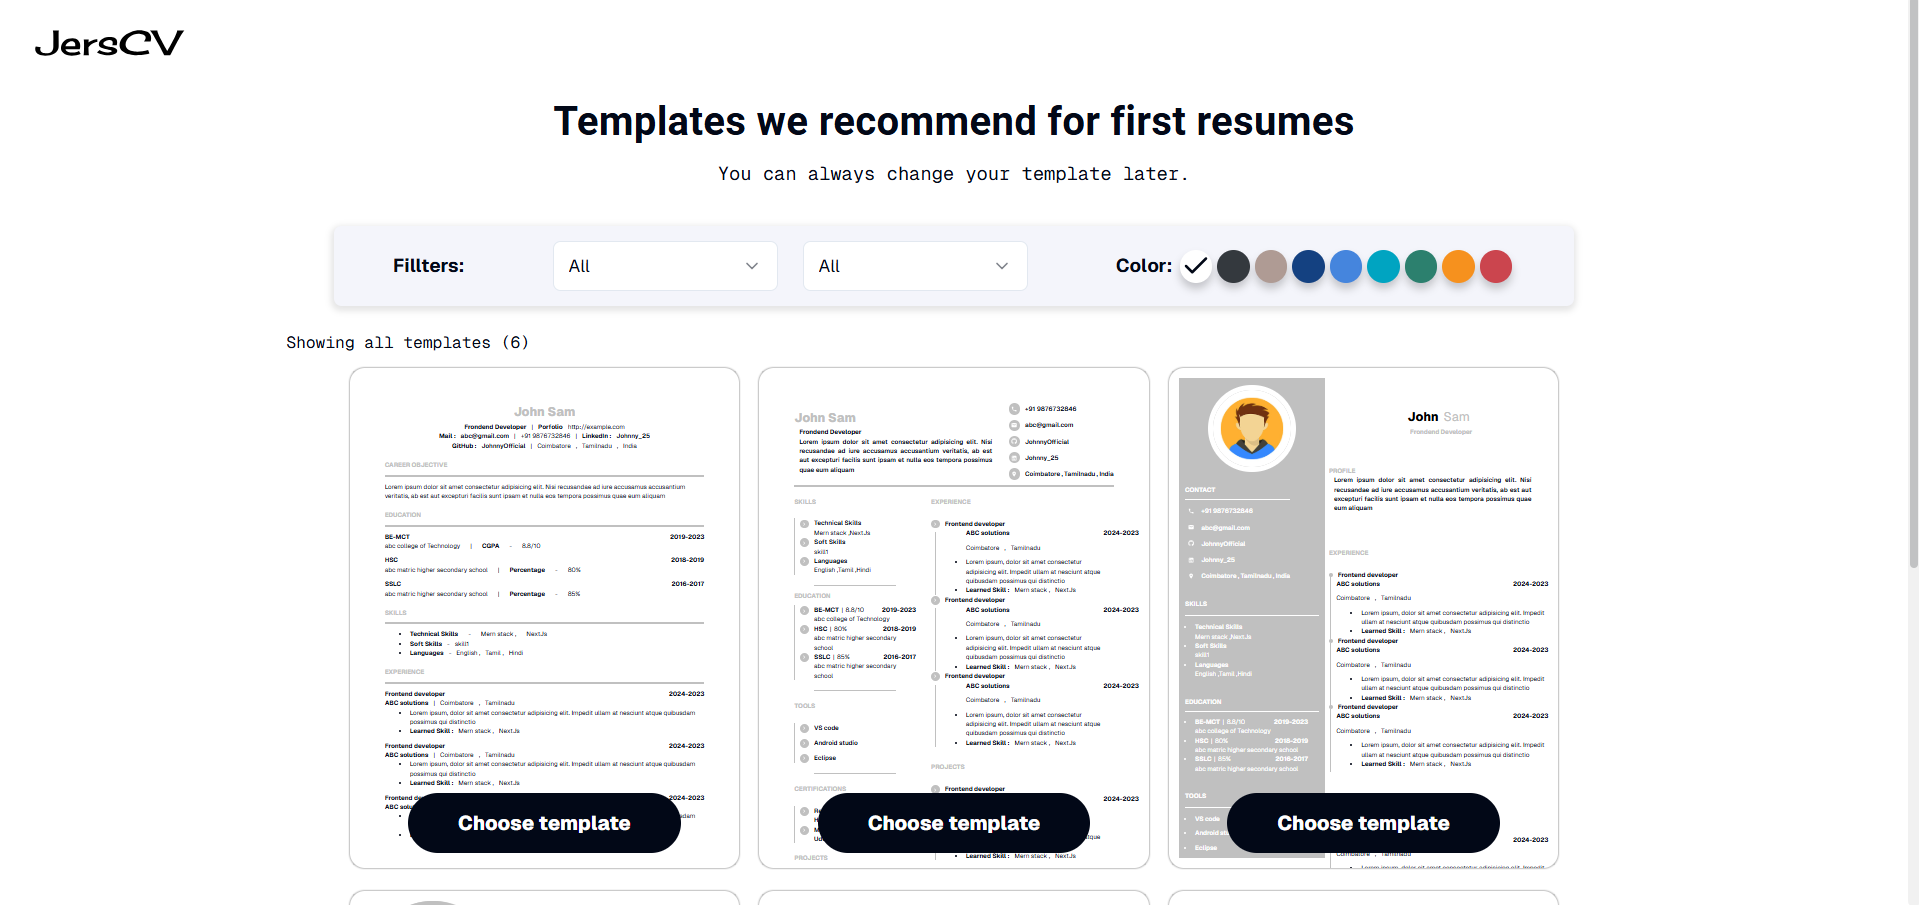 JersCV
Templates we recommend for first resumes
You can always change your template later.
Fillters:
All
All
Color:
Showing all templates (6)
John Sam
Frondend Developer | Porfolio http://example.com
Mail : abc@gmail.com | +91 9876732846 | LinkedIn : Johnny_25
GitHub : JohnnyOfficial | Coimbatore , Tamilnadu , India
CAREER OBJECTIVE
Lorem ipsum dolor sit amet consectetur adipisicing elit. Nisi recusandae ad iure accusamus accusantium
veritatis, ab est aut excepturi facilis sunt ipsam et nulla ex tempora possimus quae eum aliquam
EDUCATION
BE-MCT 2019-2023
abc college of Technology | CGPA - 8.8/10
HSC 2018-2019
abc matric higher secondary school | Percentage - 80%
SSLC 2016-2017
abc matric higher secondary school | Percentage - 85%
SKILLS
Technical Skills - Mern stack , NextJs
Soft Skills - skill1
Languages - English , Tamil , Hindi
EXPERIENCE
Frontend developer 2024-2023
ABC solutions | Coimbatore , Tamilnadu
Lorem ipsum, dolor sit amet consectetur adipisicing elit. Impedit ullam at nesciunt atque quibusdam
possimus qui distinctio
Learned Skill : Mern stack , NextJs
Frontend developer 2024-2023
ABC solutions | Coimbatore , Tamilnadu
Lorem ipsum, dolor sit amet consectetur adipisicing elit. Impedit ullam at nesciunt atque quibusdam
possimus qui distinctio
Learned Skill : Mern stack , NextJs
2024-2023
Choose template
John Sam
Frondend Developer
Lorem ipsum dolor sit amet consectetur adipisicing elit. Nisi
recusandae ad iure accusamus accusantium veritatis, ab est
aut excepturi facilis sunt ipsam et nulla ex tempora possimus
quae eum aliquam
+91 9876732846
abc@gmail.com
JohnnyOfficial
Johnny_25
Coimbatore , Tamilnadu , India
SKILLS
Technical Skills
Mern stack ,NextJs
Soft Skills
skill1
Languages
English ,Tamil ,Hindi
EDUCATION
BE-MCT | 8.8/10 2019-2023
abc college of Technology
HSC | 80% 2018-2019
abc matric higher secondary
school
SSLC | 85% 2016-2017
abc matric higher secondary
school
TOOLS
VS code
Android studio
Eclipse
CERTIFICATIONS
PROJECTS
EXPERIENCE
Frontend developer
ABC solutions 2024-2023
Coimbatore , Tamilnadu
Lorem ipsum, dolor sit amet consectetur
adipisicing elit. Impedit ullam at nesciunt atque
quibusdam possimus qui distinctio
Learned Skill : Mern stack , NextJs
Frontend developer
ABC solutions 2024-2023
Coimbatore , Tamilnadu
Lorem ipsum, dolor sit amet consectetur
adipisicing elit. Impedit ullam at nesciunt atque
quibusdam possimus qui distinctio
Learned Skill : Mern stack , NextJs
Frontend developer
ABC solutions 2024-2023
Coimbatore , Tamilnadu
Lorem ipsum, dolor sit amet consectetur
adipisicing elit. Impedit ullam at nesciunt atque
quibusdam possimus qui distinctio
Learned Skill : Mern stack , NextJs
PROJECTS
Frontend developer
2024-2023
Learned Skill : Mern stack , NextJs
Choose template
CONTACT
+91 9876732846
abc@gmail.com
JohnnyOfficial
Johnny_25
Coimbatore , Tamilnadu , India
SKILLS
Technical Skills
Mern stack ,NextJs
Soft Skills
skill1
Languages
English ,Tamil ,Hindi
EDUCATION
BE-MCT | 8.8/10 2019-2023
abc college of Technology
HSC | 80% 2018-2019
abc matric higher secondary school
SSLC | 85% 2016-2017
abc matric higher secondary school
TOOLS
VS code
Android
Eclipse
John Sam
Frondend Developer
PROFILE
Lorem ipsum dolor sit amet consectetur adipisicing elit. Nisi
recusandae ad iure accusamus accusantium veritatis, ab est aut
excepturi facilis sunt ipsam et nulla ex tempora possimus quae
eum aliquam
EXPERIENCE
Frontend developer
ABC solutions 2024-2023
Coimbatore , Tamilnadu
Lorem ipsum, dolor sit amet consectetur adipisicing elit. Impedit
ullam at nesciunt atque quibusdam possimus qui distinctio
Learned Skill : Mern stack , NextJs
Frontend developer
ABC solutions 2024-2023
Coimbatore , Tamilnadu
Lorem ipsum, dolor sit amet consectetur adipisicing elit. Impedit
ullam at nesciunt atque quibusdam possimus qui distinctio
Learned Skill : Mern stack , NextJs
Frontend developer
ABC solutions 2024-2023
Coimbatore , Tamilnadu
Lorem ipsum, dolor sit amet consectetur adipisicing elit. Impedit
ullam at nesciunt atque quibusdam possimus qui distinctio
Learned Skill : Mern stack , NextJs
2024-2023
Coimbatore , Tamilnadu
Choose template